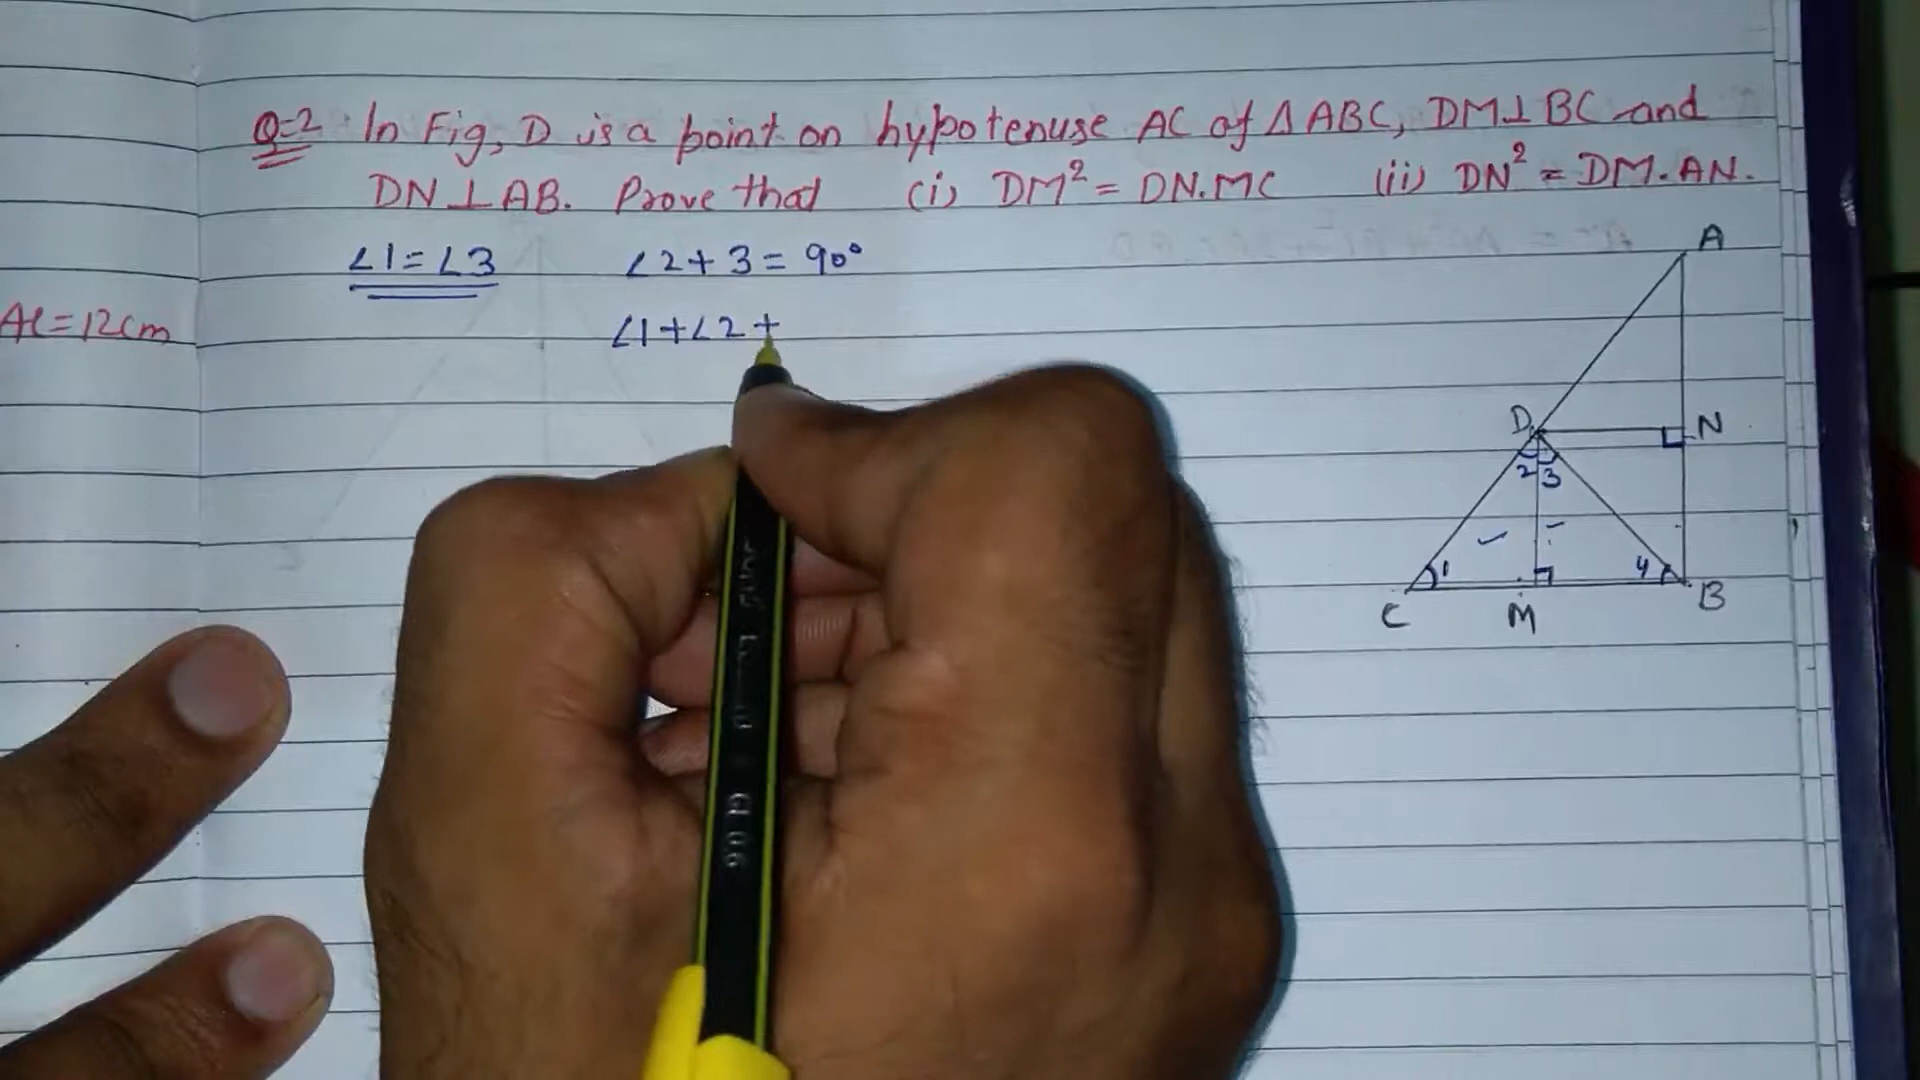 Q-2 In Fig, D is a point on hypotenuse AC of Δ ABC, DM⊥BC and
DN⊥AB. Prove that (i) DM² = DN.MC (ii) DN² = DM.AN.
∠1=∠3 ∠2+3=90°
AC=12cm
∠1+∠2+
A
D
N
2 3
1
4
C
M
B